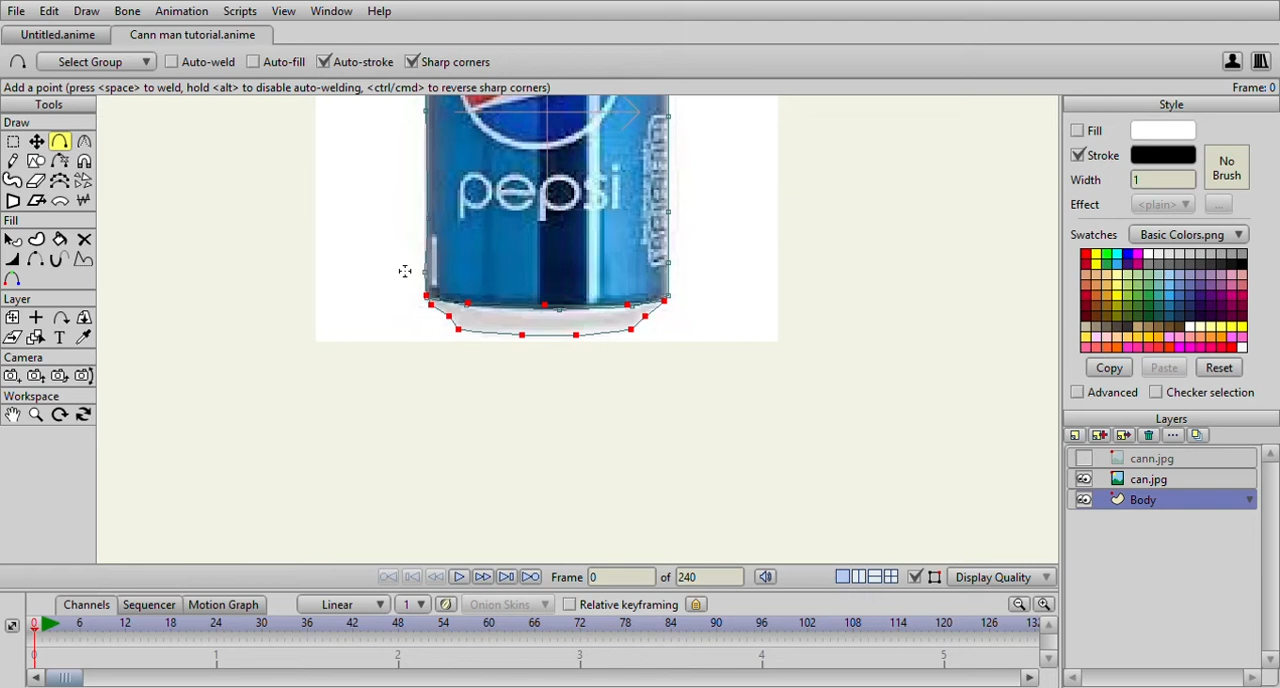 File Edit Draw Bone Animation Scripts View Window Help
Untitled.anime Cann man tutorial.anime
Select Group Auto-weld Auto-fill Auto-stroke Sharp corners
Add a point (press <space> to weld, hold <alt> to disable auto-welding, <ctrl/cmd> to reverse sharp corners) Frame: 0
Tools
Draw
Fill
Layer
Camera
Workspace
pepsi
Style
Fill
Stroke
No Brush
Width 1
Effect <plain> ...
Swatches Basic Colors.png
Copy Paste Reset
Advanced Checker selection
Layers
cann.jpg
can.jpg
Body
Frame 0 of 240 Display Quality
Channels Sequencer Motion Graph Linear 1 Onion Skins Relative keyframing
0 6 12 18 24 30 36 42 48 54 60 66 72 78 84 90 96 102 108 114 120 126
0 1 2 3 4 5